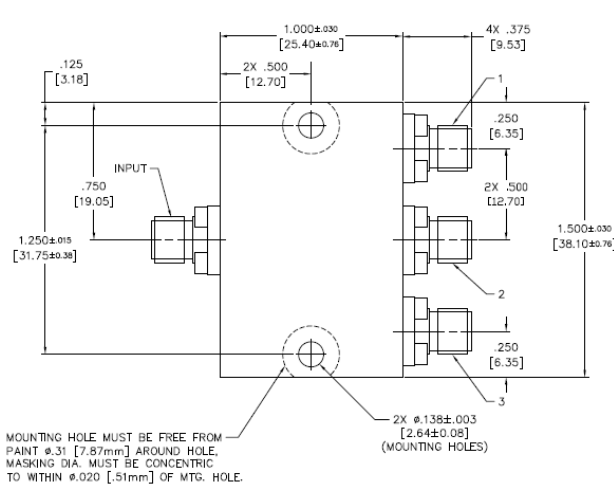 1.000±.030
[25.40±0.76]
4X .375
[9.53]
.125
[3.18]
2X .500
[12.70]
1
.250
[6.35]
INPUT
.750
[19.05]
2X .500
[12.70]
1.250±.015
[31.75±0.38]
1.500±.030
[38.10±0.76]
2
.250
[6.35]
3
2X ø.138±.003
[2.64±0.08]
(MOUNTING HOLES)
MOUNTING HOLE MUST BE FREE FROM
PAINT ø.31 [7.87mm] AROUND HOLE,
MASKING DIA. MUST BE CONCENTRIC
TO WITHIN ø.020 [.51mm] OF MTG. HOLE.